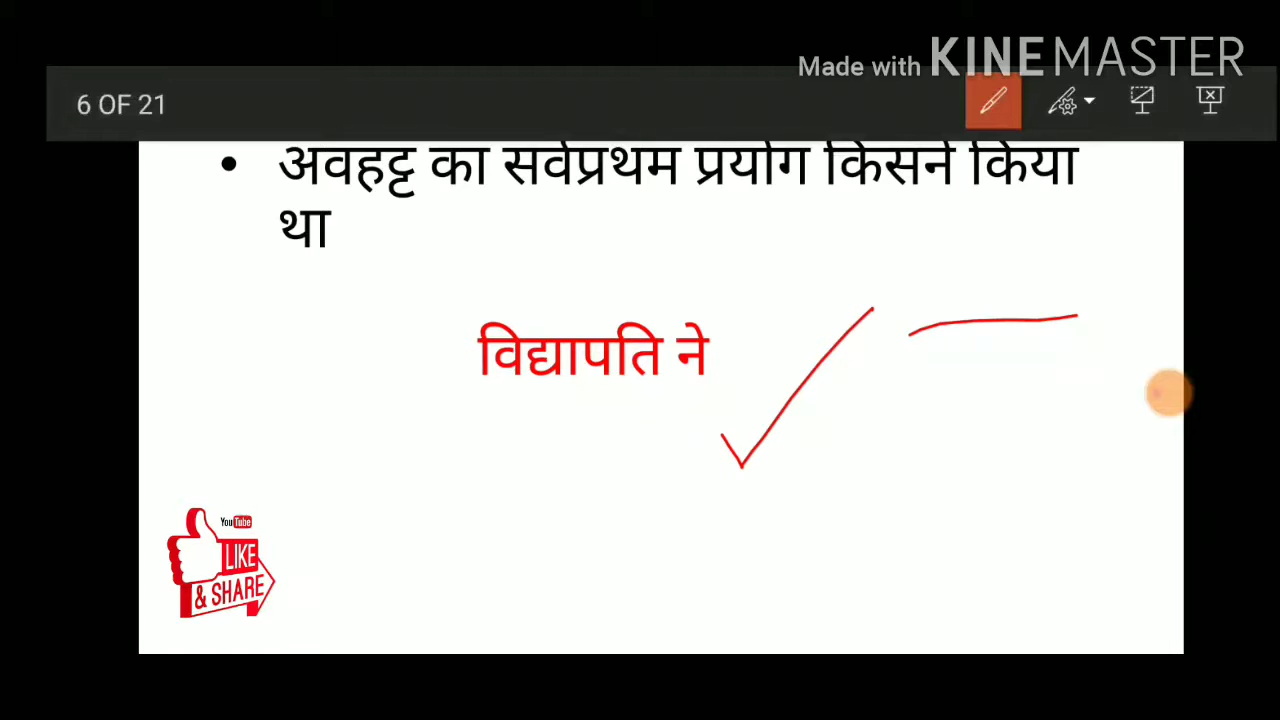 Made with KINEMASTER
6 OF 21
• अवहट्ट का सर्वप्रथम प्रयोग किसने किया
था
विद्यापति ने
YouTube
LIKE
& SHARE